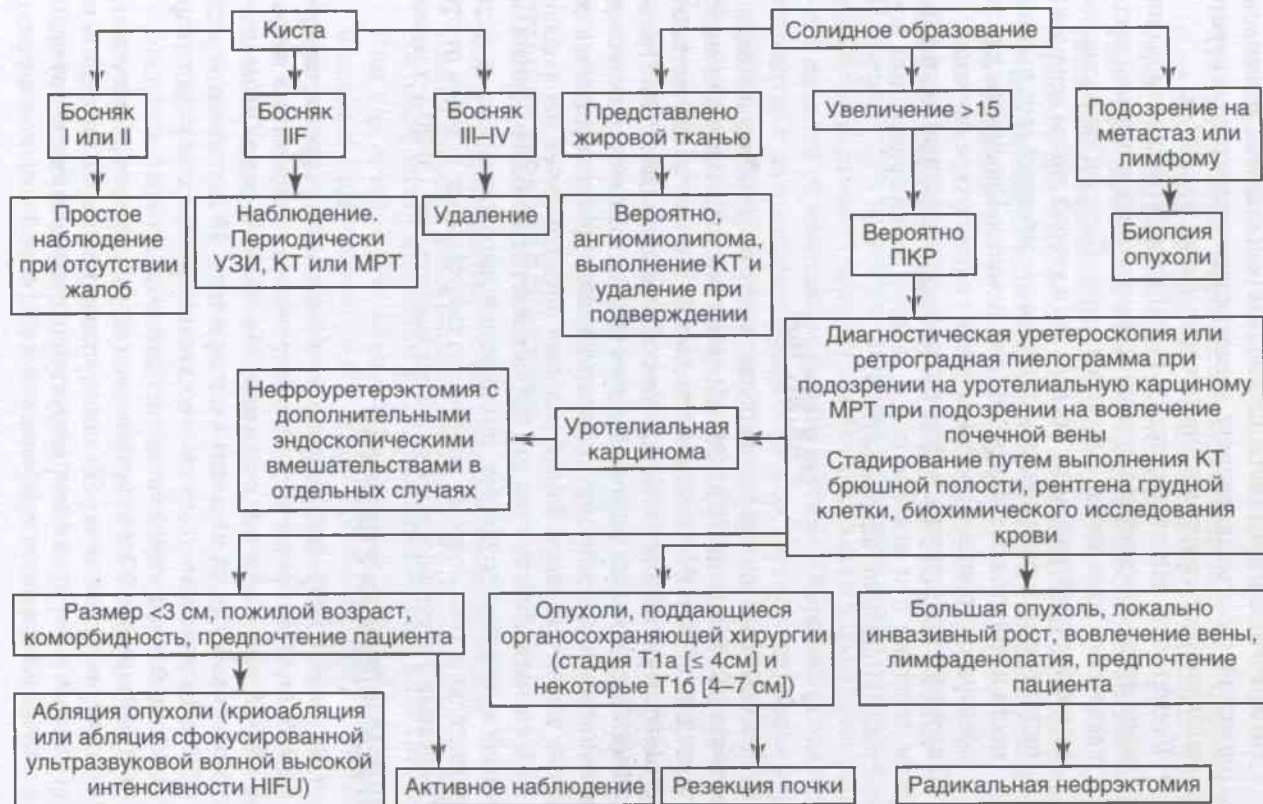 Киста
Солидное образование
Босняк
I или II
Босняк
IIF
Босняк
III–IV
Представлено
жировой тканью
Увеличение >15
Подозрение на
метастаз или
лимфому
Простое
наблюдение
при отсутствии
жалоб
Наблюдение.
Периодически
УЗИ, КТ или МРТ
Удаление
Вероятно,
ангиомиолипома,
выполнение КТ и
удаление при
подверждении
Вероятно
ПКР
Биопсия
опухоли
Диагностическая уретероскопия или
ретроградная пиелограмма при
подозрении на уротелиальную карциному
МРТ при подозрении на вовлечение
почечной вены
Стадирование путем выполнения КТ
брюшной полости, рентгена грудной
клетки, биохимического исследования
крови
Уротелиальная
карцинома
Нефроуретерэктомия с
дополнительными
эндоскопическими
вмешательствами в
отдельных случаях
Размер <3 см, пожилой возраст,
коморбидность, предпочтение пациента
Опухоли, поддающиеся
органосохраняющей хирургии
(стадия Т1а [≤ 4см] и
некоторые Т1б [4–7 см])
Большая опухоль, локально
инвазивный рост, вовлечение вены,
лимфаденопатия, предпочтение
пациента
Абляция опухоли (криоабляция
или абляция сфокусированной
ультразвуковой волной высокой
интенсивности HIFU)
Активное наблюдение
Резекция почки
Радикальная нефрэктомия